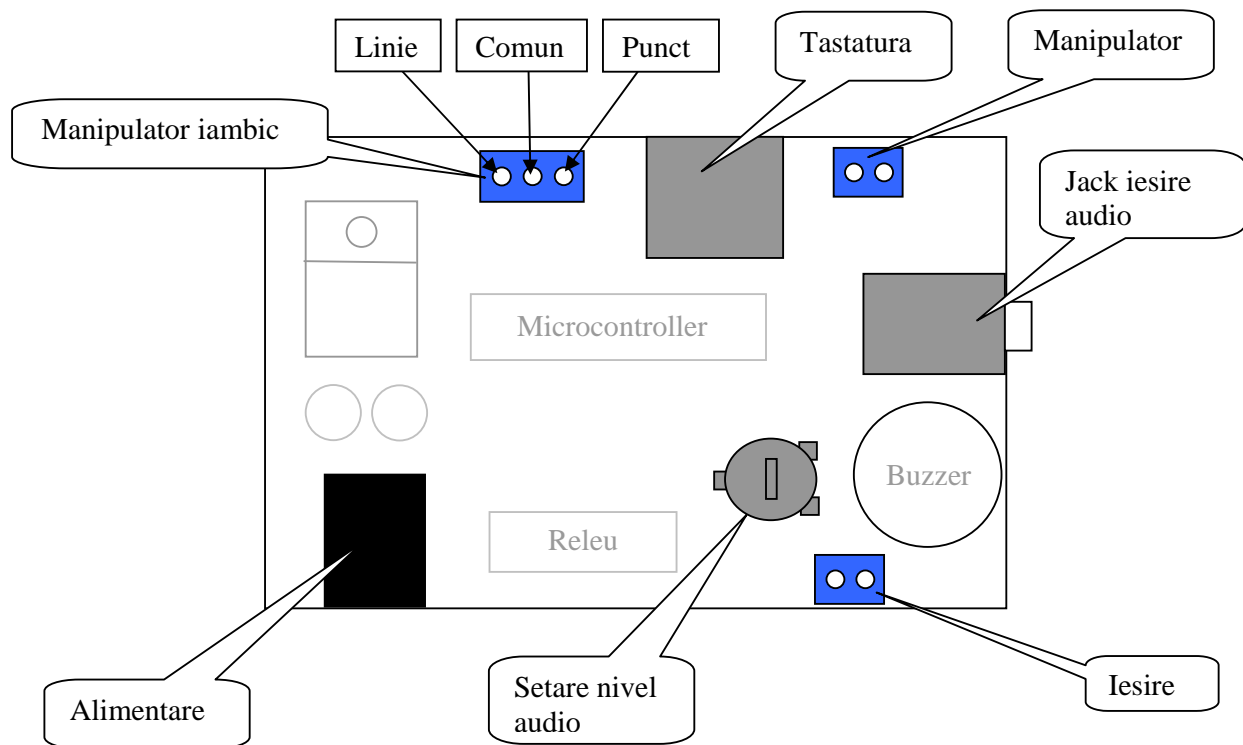 Linie
Comun
Punct
Tastatura
Manipulator
Manipulator iambic
Jack iesire
audio
Microcontroller
Buzzer
Releu
Alimentare
Setare nivel
audio
Iesire